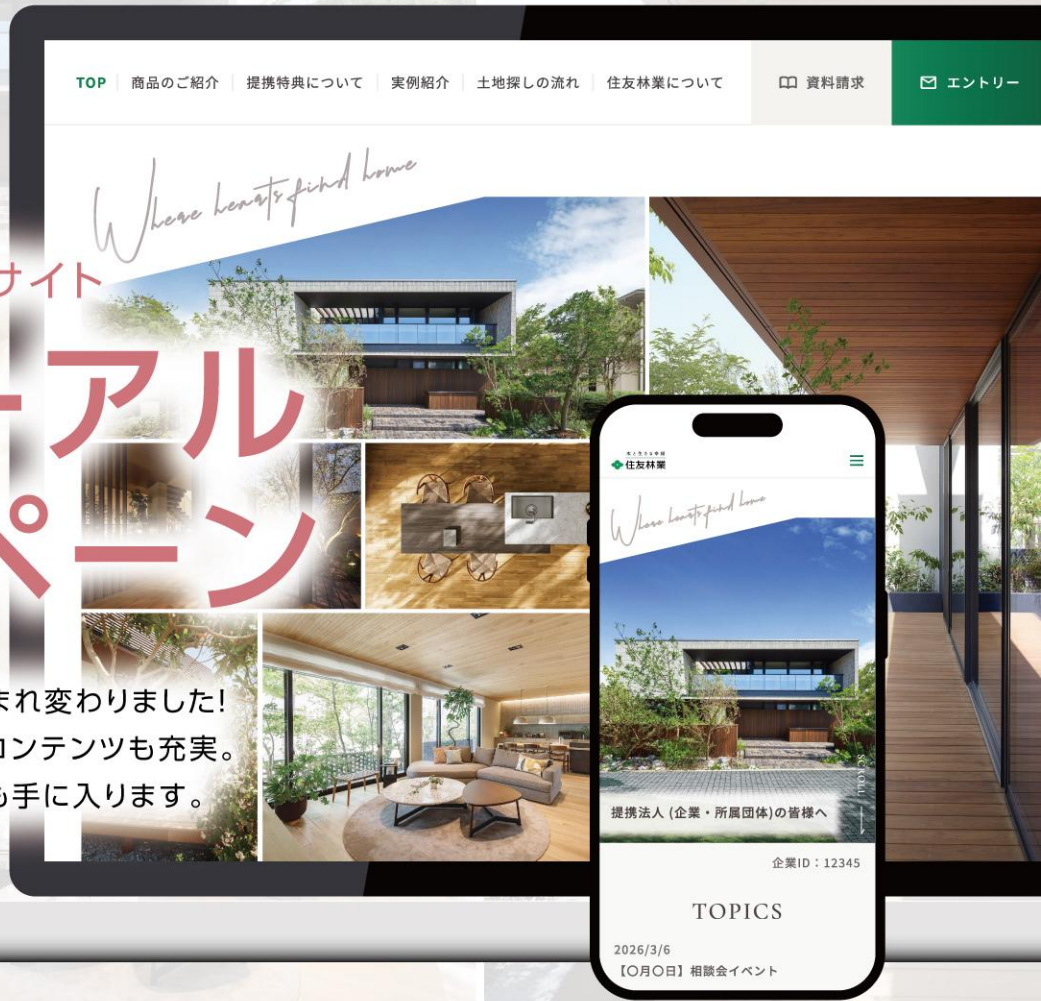 TOP 商品のご紹介 提携特典について 実例紹介 土地探しの流れ 住友林業について 資料請求 エントリー
Where hearts find home
サイト
ーアル
ペーン
まれ変わりました!
コンテンツも充実。
も手に入ります。
住友林業
Where hearts find home
SCROLL
提携法人 (企業・所属団体)の皆様へ
企業ID：12345
TOPICS
2026/3/6
【〇月〇日】相談会イベント